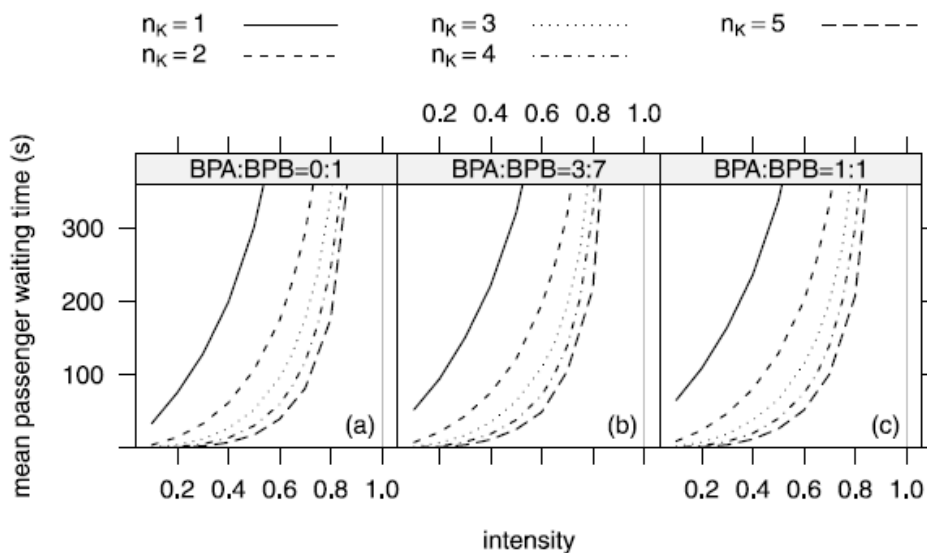 n_K = 1 n_K = 3 n_K = 5
n_K = 2 n_K = 4
0.2 0.4 0.6 0.8 1.0
BPA:BPB=0:1 BPA:BPB=3:7 BPA:BPB=1:1
mean passenger waiting time (s)
300
200
100
(a) (b) (c)
0.2 0.4 0.6 0.8 1.0 0.2 0.4 0.6 0.8 1.0
intensity